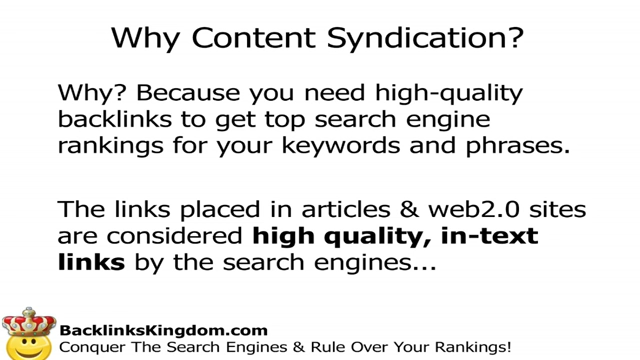 Why Content Syndication?
Why? Because you need high-quality
backlinks to get top search engine
rankings for your keywords and phrases.
The links placed in articles & web2.0 sites
are considered high quality, in-text
links by the search engines...
BacklinksKingdom.com
Conquer The Search Engines & Rule Over Your Rankings!